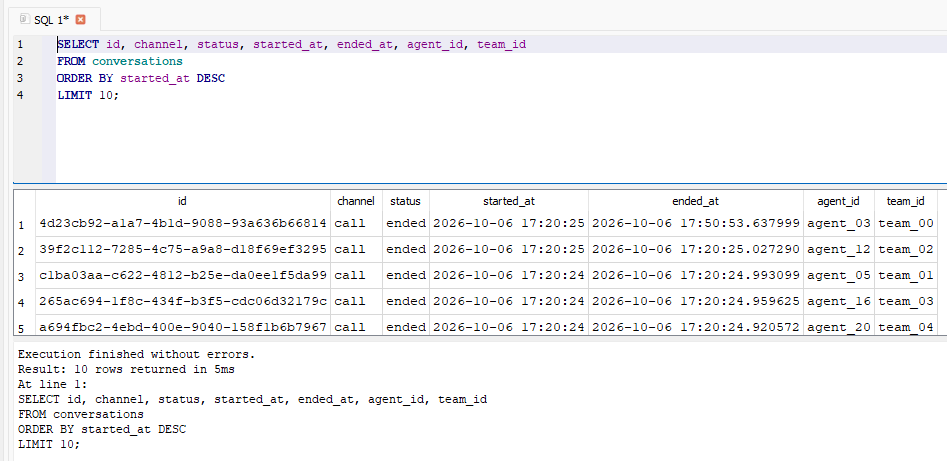 SQL 1*
1 SELECT id, channel, status, started_at, ended_at, agent_id, team_id
2 FROM conversations
3 ORDER BY started_at DESC
4 LIMIT 10;
id channel status started_at ended_at agent_id team_id
1 4d23cb92-a1a7-4b1d-9088-93a636b66814 call ended 2026-10-06 17:20:25 2026-10-06 17:50:53.637999 agent_03 team_00
2 39f2c112-7285-4c75-a9a8-d18f69ef3295 call ended 2026-10-06 17:20:25 2026-10-06 17:20:25.027290 agent_12 team_02
3 c1ba03aa-c622-4812-b25e-da0ee1f5da99 call ended 2026-10-06 17:20:24 2026-10-06 17:20:24.993099 agent_05 team_01
4 265ac694-1f8c-434f-b3f5-cdc06d32179c call ended 2026-10-06 17:20:24 2026-10-06 17:20:24.959625 agent_16 team_03
5 a694fbc2-4ebd-400e-9040-158f1b6b7967 call ended 2026-10-06 17:20:24 2026-10-06 17:20:24.920572 agent_20 team_04
Execution finished without errors.
Result: 10 rows returned in 5ms
At line 1:
SELECT id, channel, status, started_at, ended_at, agent_id, team_id
FROM conversations
ORDER BY started_at DESC
LIMIT 10;